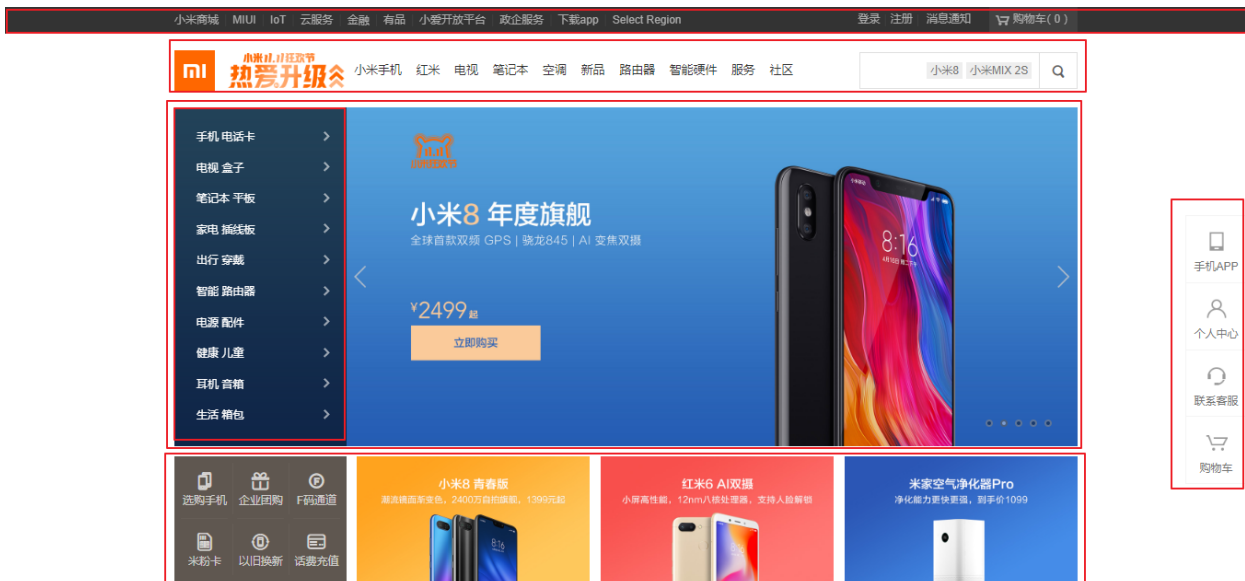 小米商城 MIUI IoT 云服务 金融 有品 小爱开放平台 政企服务 下载app Select Region 登录 注册 消息通知 购物车(0)
小米11.11狂欢节
热爱升级
小米手机 红米 电视 笔记本 空调 新品 路由器 智能硬件 服务 社区 小米8 小米MIX 2S
手机 电话卡
电视 盒子
笔记本 平板
家电 插线板
出行 穿戴
智能 路由器
电源 配件
健康 儿童
耳机 音箱
生活 箱包
小米8 年度旗舰
全球首款双频 GPS | 骁龙845 | AI 变焦双摄
¥2499起
立即购买
8:16
手机APP
个人中心
联系客服
购物车
选购手机 企业团购 F码通道
米粉卡 以旧换新 话费充值
小米8 青春版
潮流镜面渐变色，2400万自拍旗舰，1399元起
8:16
红米6 AI双摄
小屏高性能，12nm八核处理器，支持人脸解锁
米家空气净化器Pro
净化能力更快更强，到手价1099